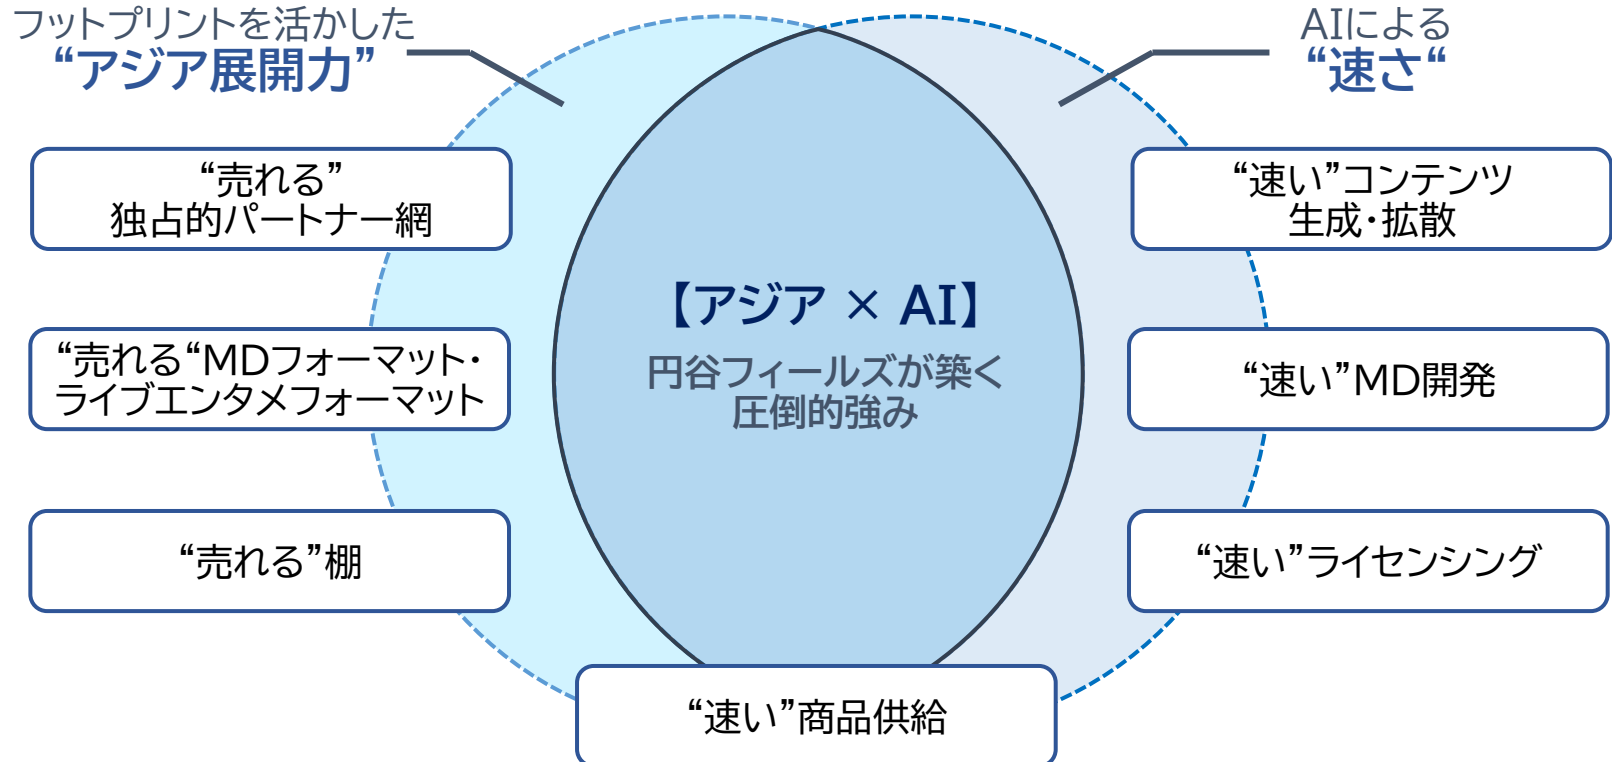 フットプリントを活かした
“アジア展開力”
AIによる
“速さ“
“売れる”
独占的パートナー網
“速い”コンテンツ
生成・拡散
【アジア × AI】
円谷フィールズが築く
圧倒的強み
“売れる“MDフォーマット・
ライブエンタメフォーマット
“速い”MD開発
“売れる”棚
“速い”ライセンシング
“速い”商品供給